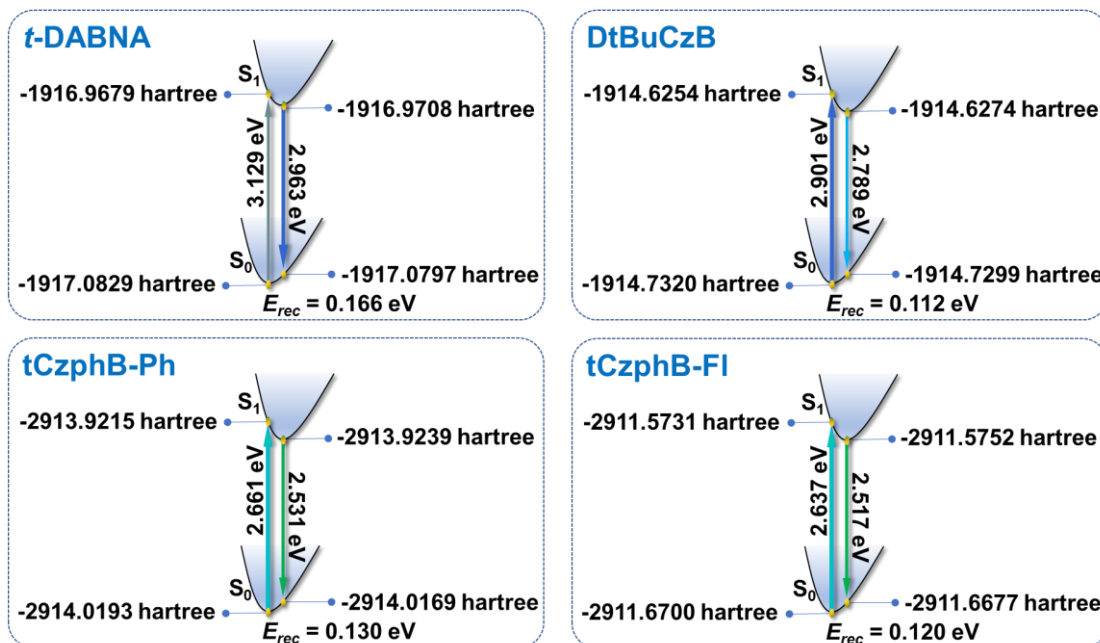 t-DABNA
S1
-1916.9679 hartree
-1916.9708 hartree
3.129 eV
2.963 eV
S0
-1917.0829 hartree
-1917.0797 hartree
Erec = 0.166 eV
DtBuCzB
S1
-1914.6254 hartree
-1914.6274 hartree
2.901 eV
2.789 eV
S0
-1914.7320 hartree
-1914.7299 hartree
Erec = 0.112 eV
tCzphB-Ph
S1
-2913.9215 hartree
-2913.9239 hartree
2.661 eV
2.531 eV
S0
-2914.0193 hartree
-2914.0169 hartree
Erec = 0.130 eV
tCzphB-Fl
S1
-2911.5731 hartree
-2911.5752 hartree
2.637 eV
2.517 eV
S0
-2911.6700 hartree
-2911.6677 hartree
Erec = 0.120 eV